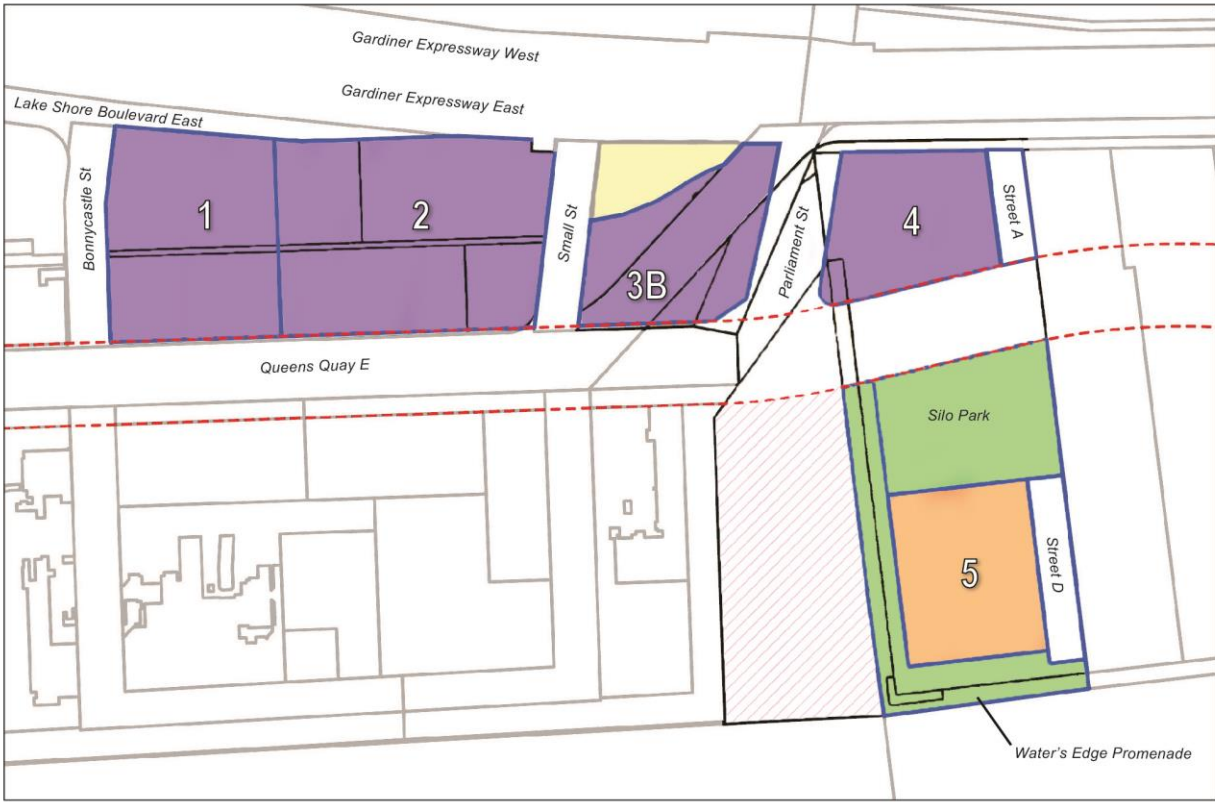 Gardiner Expressway West
Gardiner Expressway East
Lake Shore Boulevard East
Bonnycastle St
1
2
Small St
3B
Parliament St
4
Street A
Queens Quay E
Silo Park
5
Street D
Water's Edge Promenade